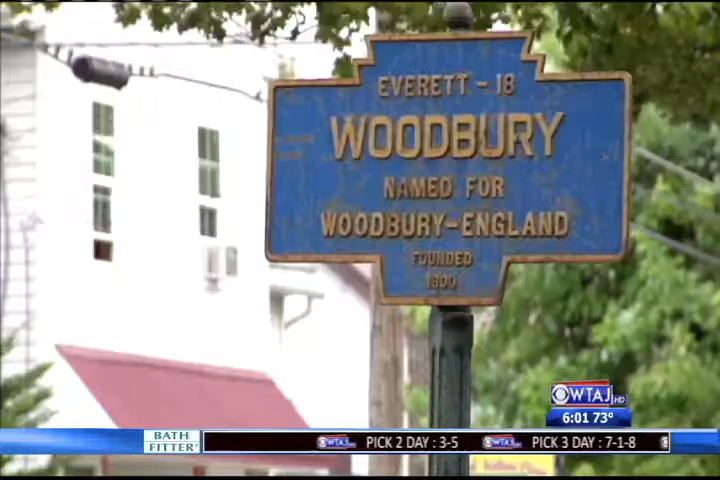 EVERETT - 18
WOODBURY
NAMED FOR
WOODBURY-ENGLAND
FOUNDED
1800
WTAJ HD
6:01 73°
BATH FITTER®
WTAJ PICK 2 DAY : 3-5 WTAJ PICK 3 DAY : 7-1-8